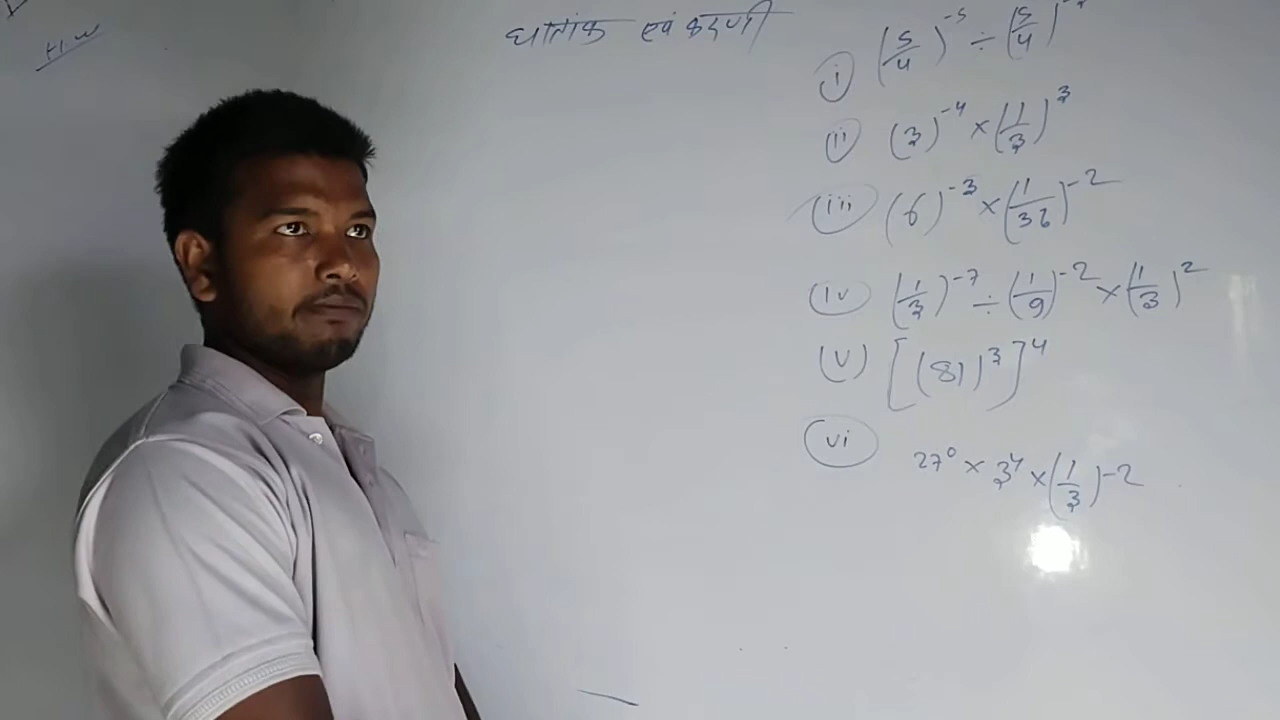 H.W
घातांक एवं करणी
(i) (5/4)^-5 ÷ (5/4)
(ii) (3)^-4 × (1/3)^3
(iii) (6)^-3 × (1/36)^-2
(iv) (1/3)^-7 ÷ (1/9)^-2 × (1/3)^2
(v) [(81)^3]^4
(vi) 27^0 × 3^4 × (1/3)^-2